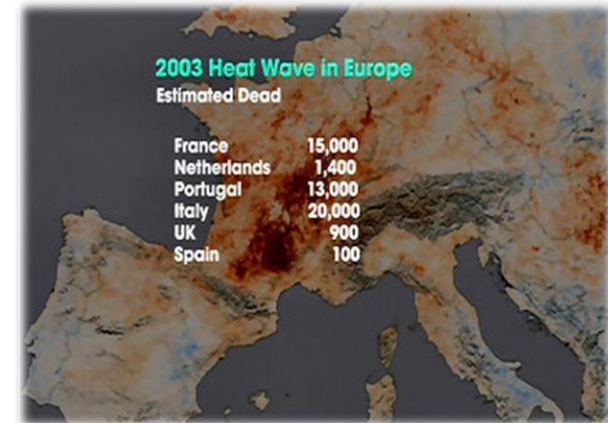 2003 Heat Wave in Europe
Estimated Dead
France 15,000
Netherlands 1,400
Portugal 13,000
Italy 20,000
UK 900
Spain 100